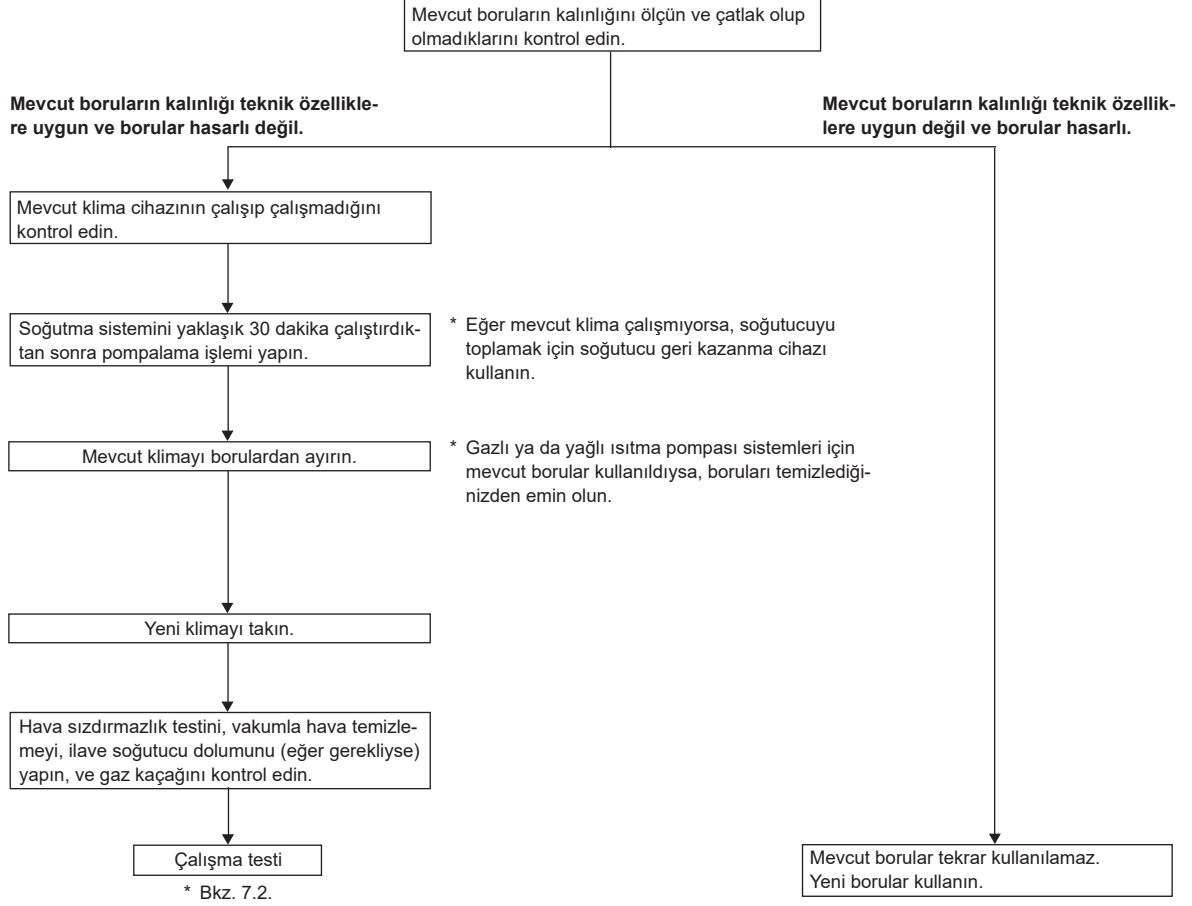 Mevcut boruların kalınlığını ölçün ve çatlak olup
olmadıklarını kontrol edin.
Mevcut boruların kalınlığı teknik özellikle-
re uygun ve borular hasarlı değil.
Mevcut boruların kalınlığı teknik özellik-
lere uygun değil ve borular hasarlı.
Mevcut klima cihazının çalışıp çalışmadığını
kontrol edin.
Soğutma sistemini yaklaşık 30 dakika çalıştırdık-
tan sonra pompalama işlemi yapın.
* Eğer mevcut klima çalışmıyorsa, soğutucuyu
toplamak için soğutucu geri kazanma cihazı
kullanın.
Mevcut klimayı borulardan ayırın.
* Gazlı ya da yağlı ısıtma pompası sistemleri için
mevcut borular kullanıldıysa, boruları temizlediği-
nizden emin olun.
Yeni klimayı takın.
Hava sızdırmazlık testini, vakumla hava temizle-
meyi, ilave soğutucu dolumunu (eğer gerekliyse)
yapın, ve gaz kaçağını kontrol edin.
Çalışma testi
* Bkz. 7.2.
Mevcut borular tekrar kullanılamaz.
Yeni borular kullanın.